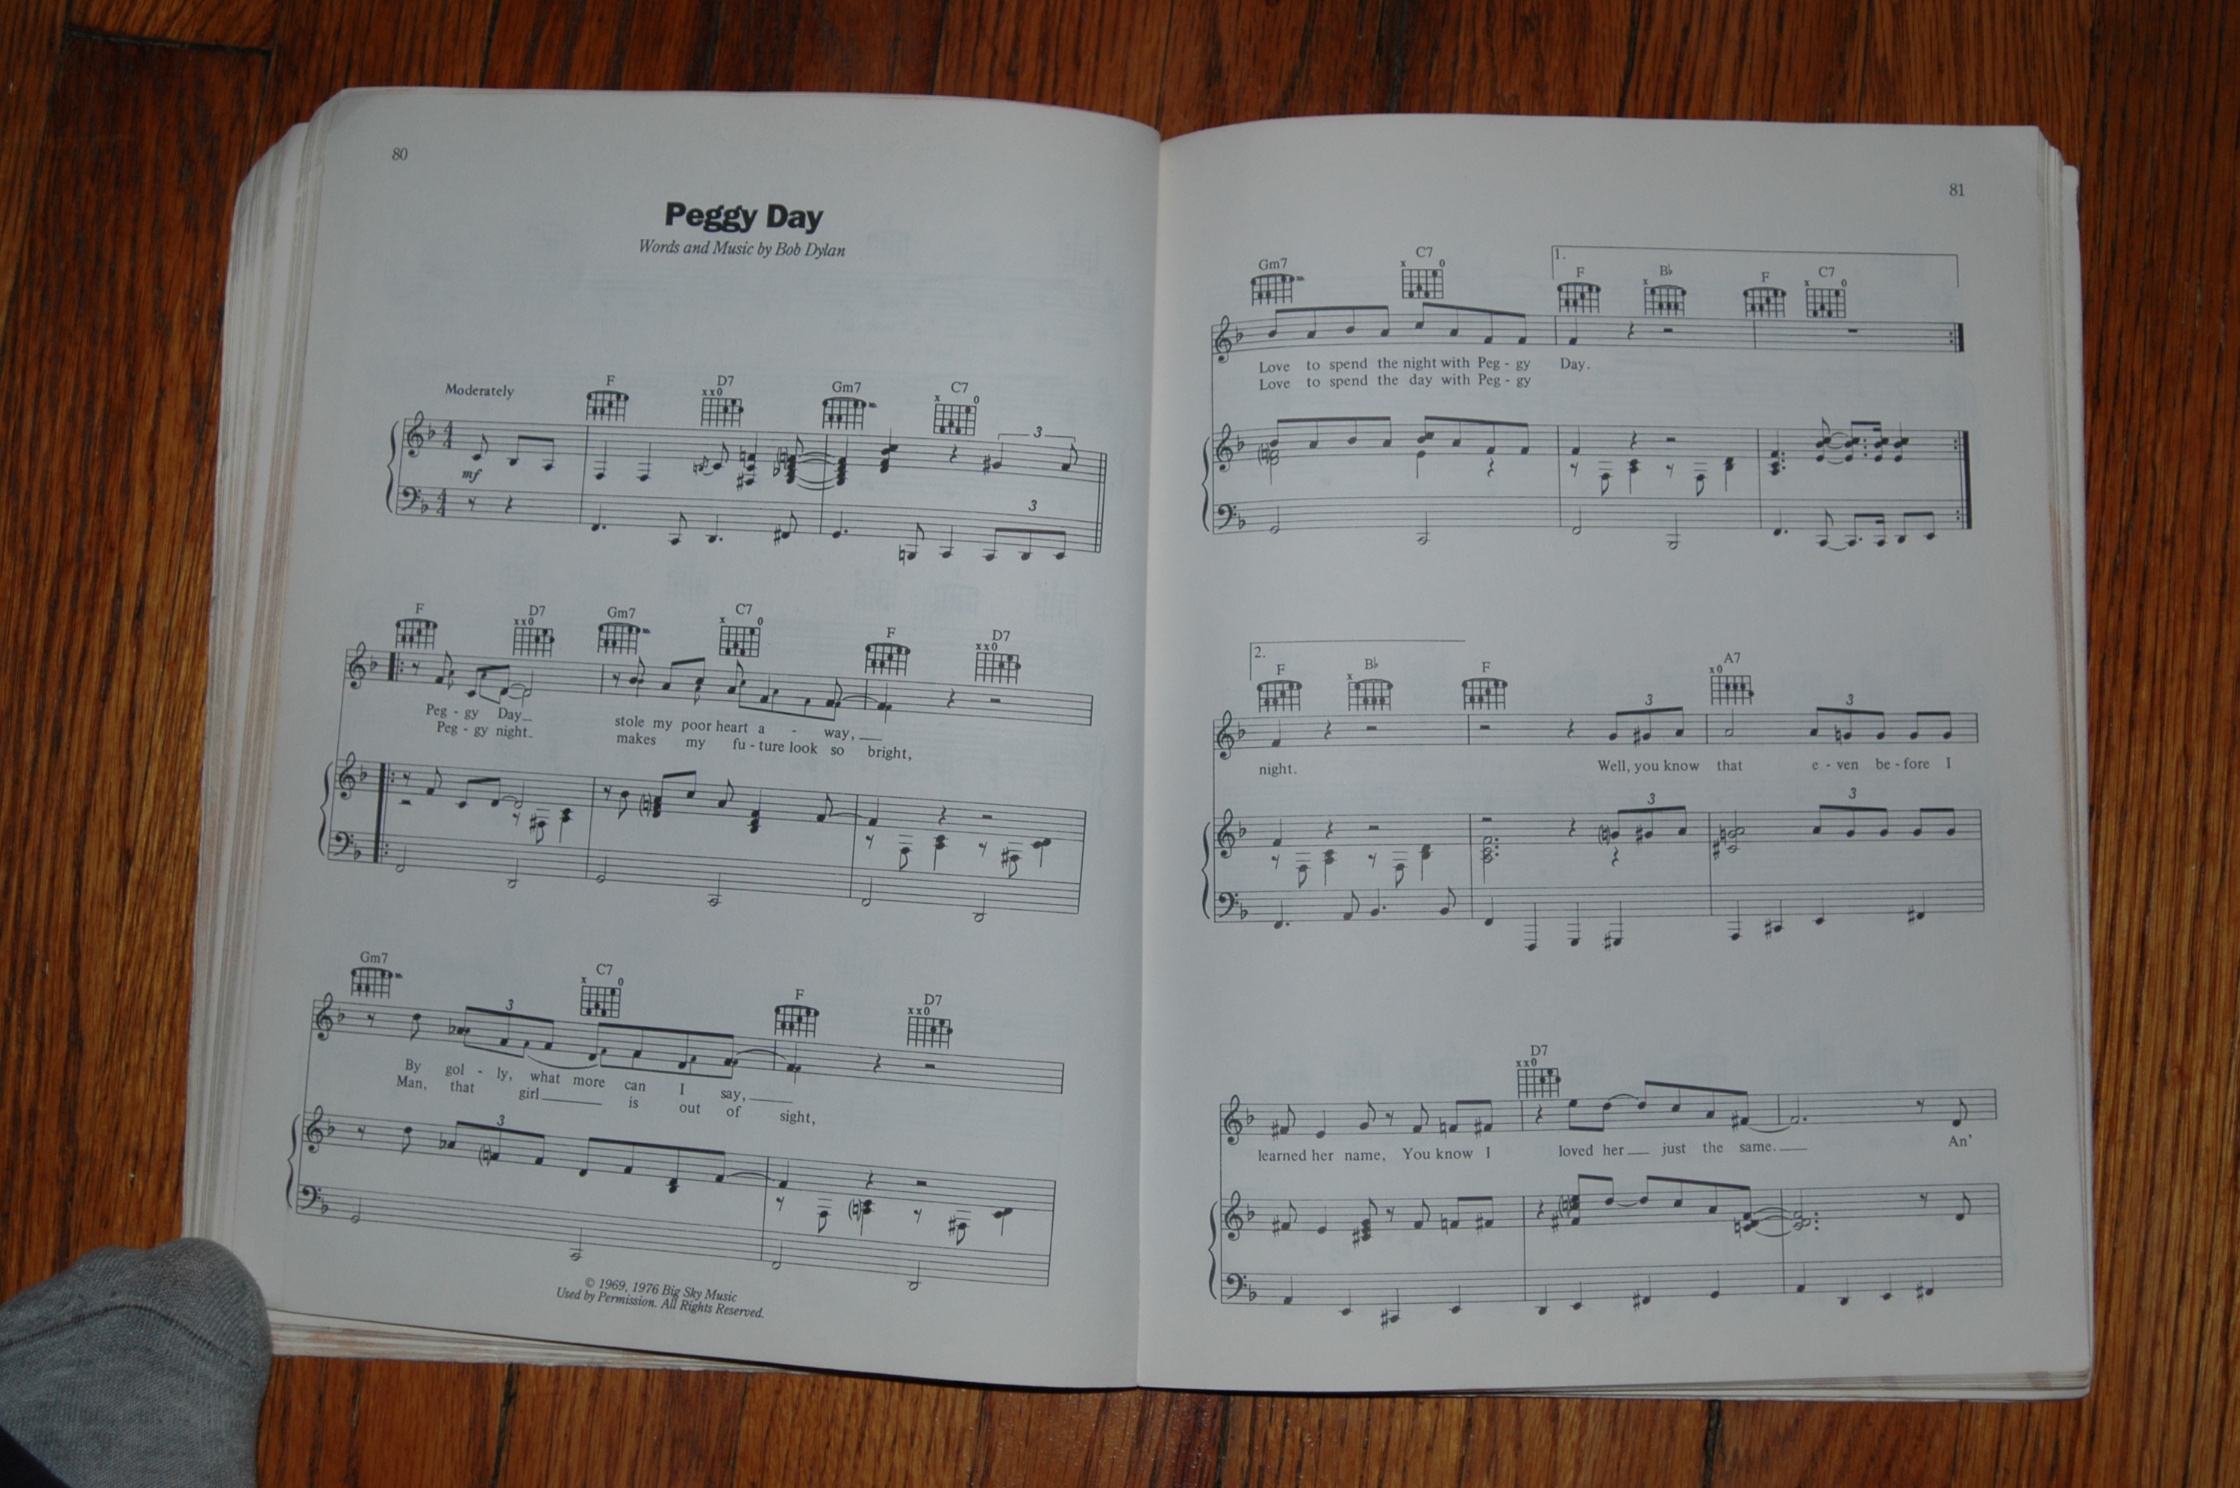 80
Peggy Day
Words and Music by Bob Dylan
Moderately
F D7 Gm7 C7
mf
3
3
F D7 Gm7 C7 F D7
Peg - gy Day stole my poor heart a - way,
Peg - gy night. makes my fu - ture look so bright,
Gm7 C7 F D7
3
By gol - ly, what more can I say,
Man, that girl is out of sight,
3
© 1969, 1976 Big Sky Music
Used by Permission. All Rights Reserved.
81
1.
Gm7 C7 F B♭ F C7
Love to spend the night with Peg - gy Day.
Love to spend the day with Peg - gy
2.
F B♭ F A7
3 3
night. Well, you know that e - ven be - fore I
3 3
D7
learned her name, You know I loved her just the same. An'